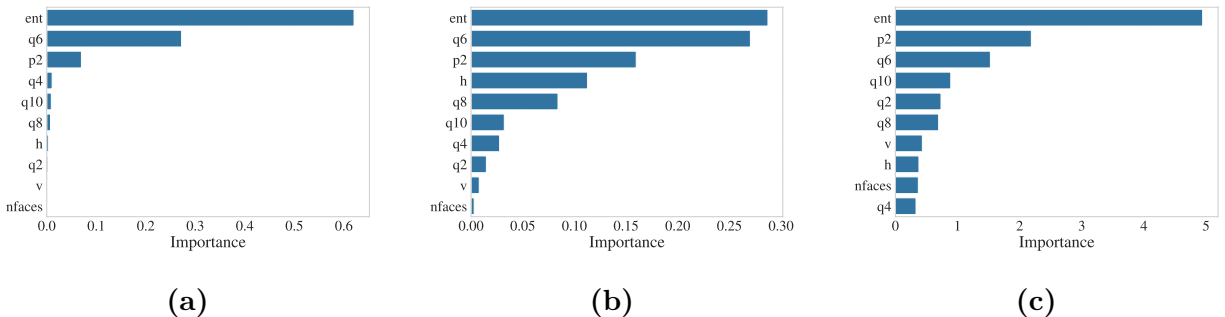 ent
q6
p2
q4
q10
q8
h
q2
v
nfaces
0.0 0.1 0.2 0.3 0.4 0.5 0.6
Importance
(a)
ent
q6
p2
h
q8
q10
q4
q2
v
nfaces
0.00 0.05 0.10 0.15 0.20 0.25 0.30
Importance
(b)
ent
p2
q6
q10
q2
q8
v
h
nfaces
q4
0 1 2 3 4 5
Importance
(c)